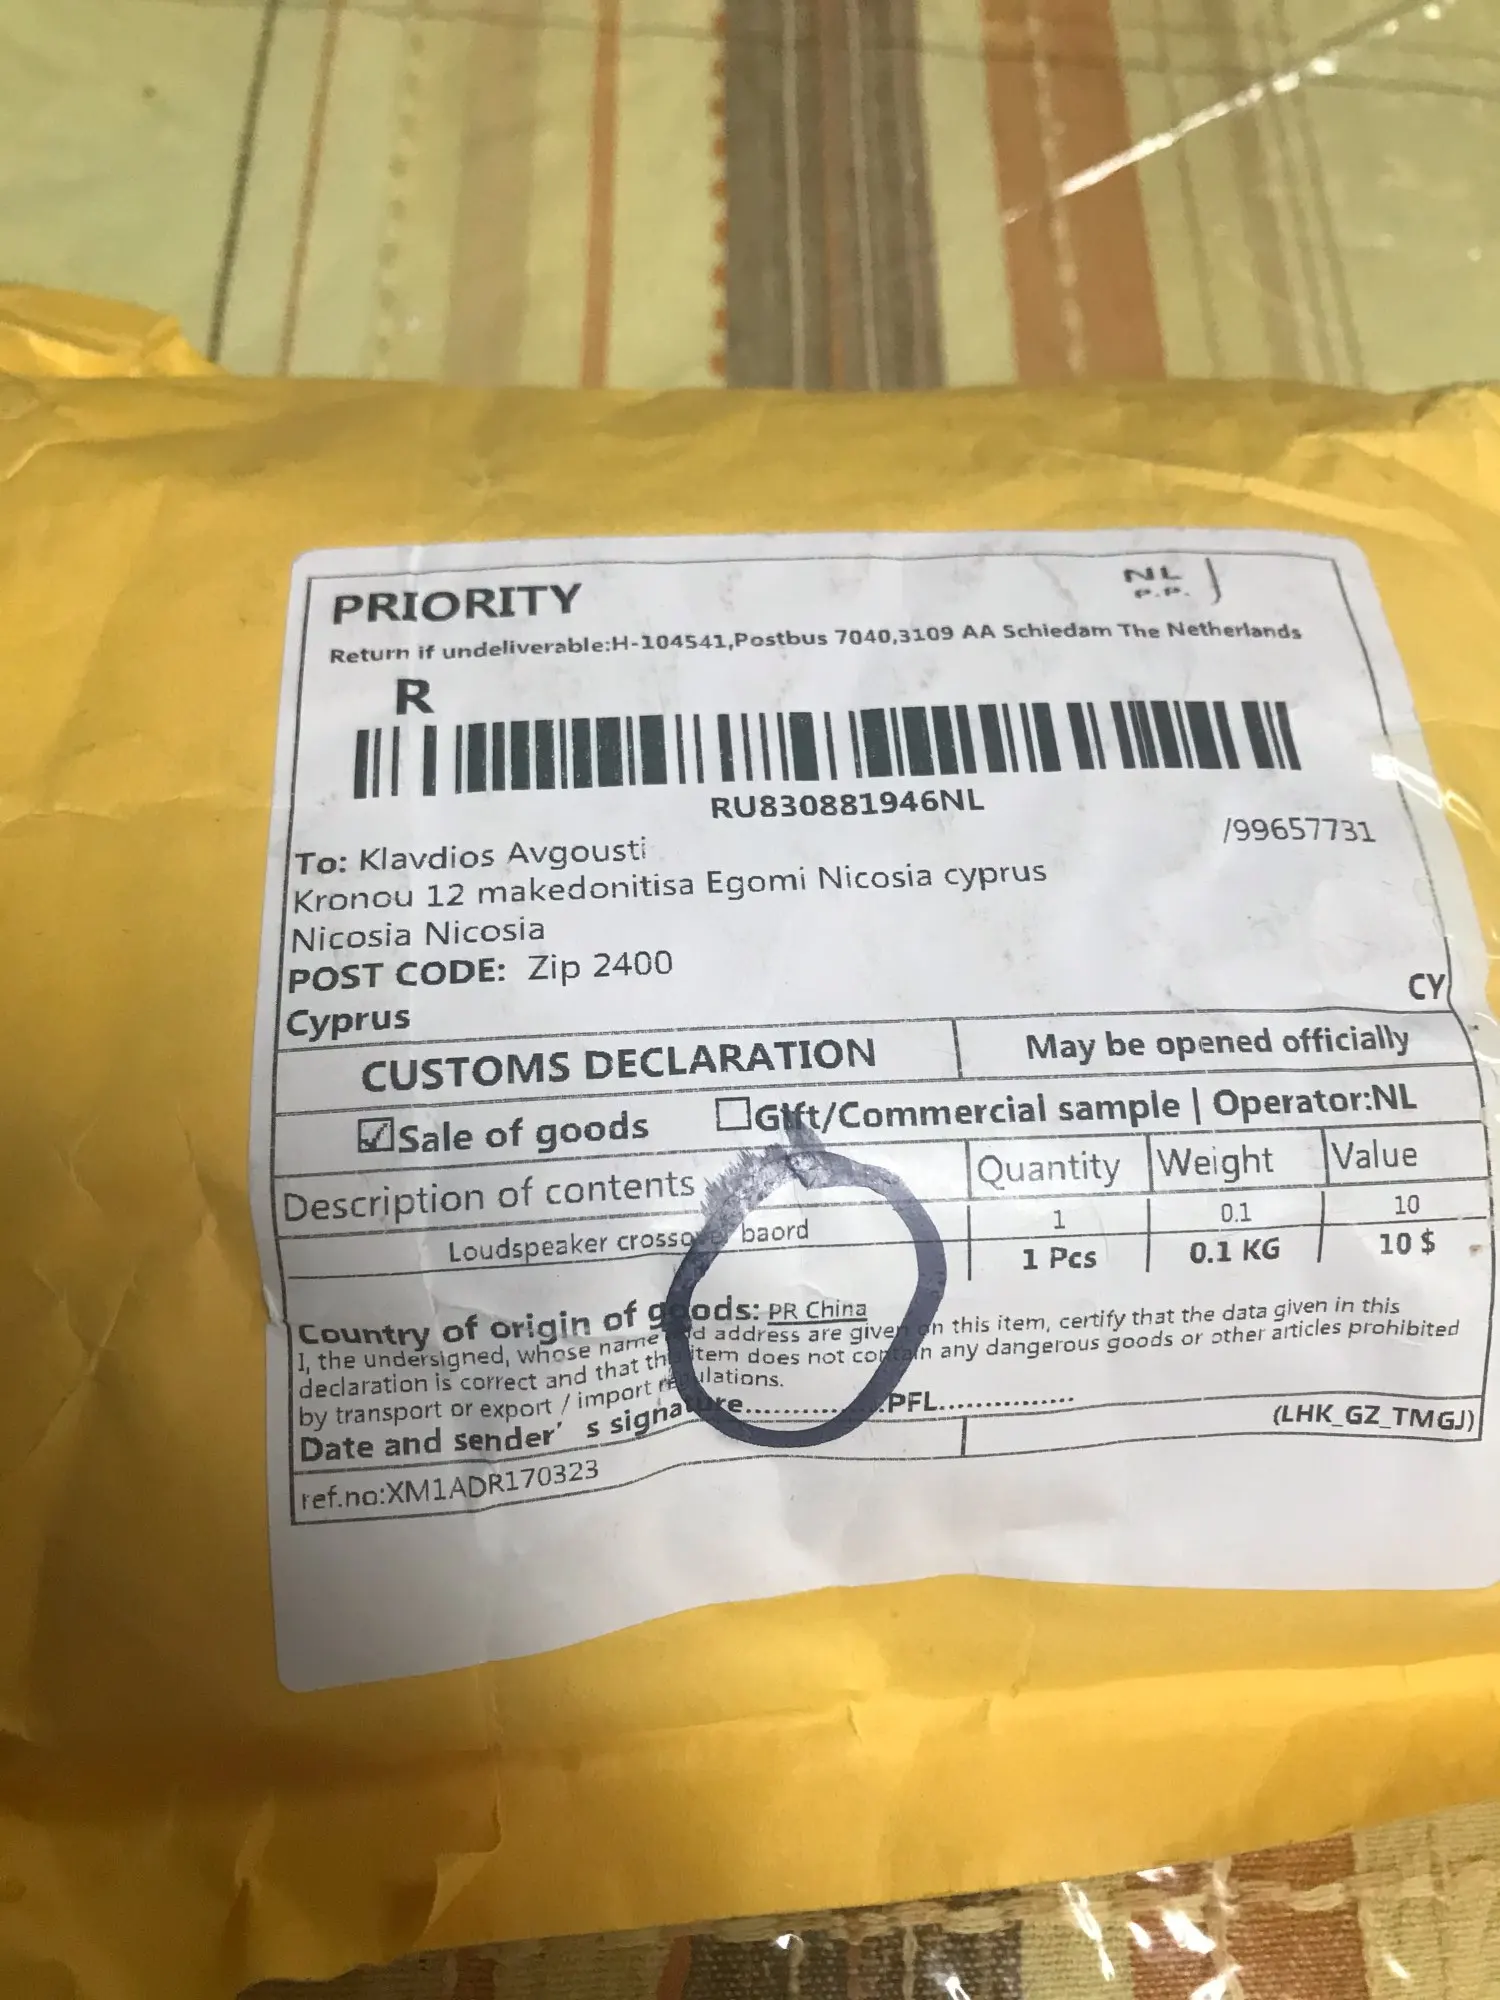 PRIORITY
NL
P.P.
Return if undeliverable:H-104541,Postbus 7040,3109 AA Schiedam The Netherlands
R
RU830881946NL
/99657731
To: Klavdios Avgousti
Kronou 12 makedonitisa Egomi Nicosia cyprus
Nicosia Nicosia
POST CODE: Zip 2400
CY
Cyprus
CUSTOMS DECLARATION May be opened officially
Sale of goods Gift/Commercial sample | Operator:NL
Description of contents Quantity Weight Value
Loudspeaker crossover baord 1 0.1 10
1 Pcs 0.1 KG 10 $
Country of origin of goods: PR China
I, the undersigned, whose name and address are given on this item, certify that the data given in this
declaration is correct and that this item does not contain any dangerous goods or other articles prohibited
by transport or export / import regulations.
Date and sender's signature..............PFL...............
(LHK_GZ_TMGJ)
ref.no:XM1ADR170323